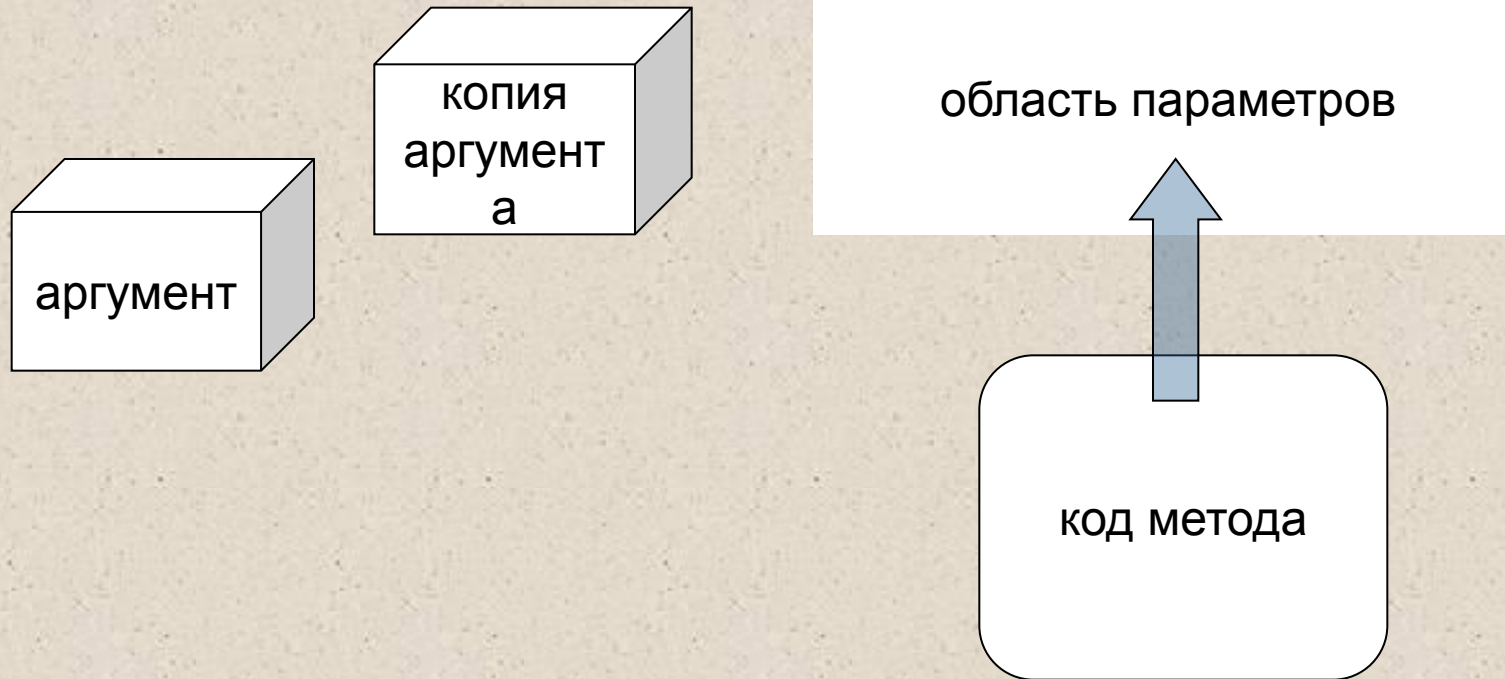 копия
аргумент
а
область параметров
аргумент
код метода